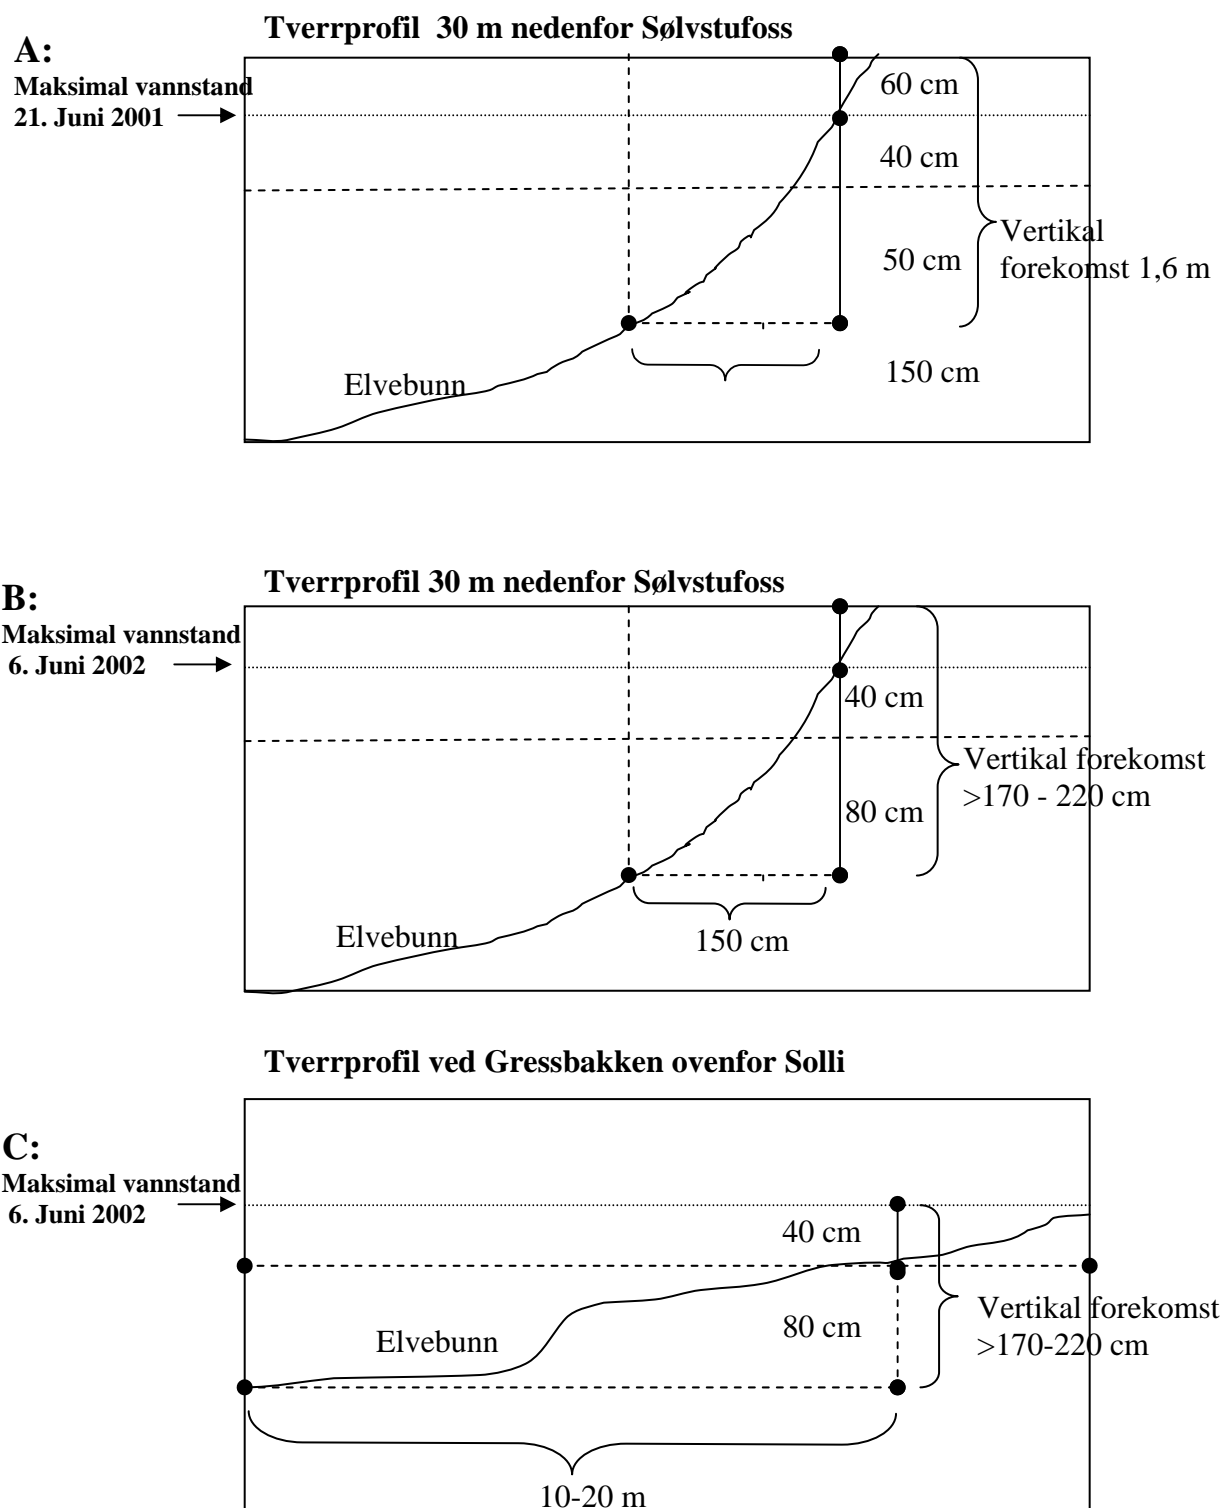 Tverrprofil 30 m nedenfor Sølvstufoss
A:
Maksimal vannstand
21. Juni 2001
60 cm
40 cm
50 cm
Vertikal
forekomst 1,6 m
150 cm
Elvebunn
Tverrprofil 30 m nedenfor Sølvstufoss
B:
Maksimal vannstand
6. Juni 2002
40 cm
Vertikal forekomst
>170 - 220 cm
80 cm
Elvebunn
150 cm
Tverrprofil ved Gressbakken ovenfor Solli
C:
Maksimal vannstand
6. Juni 2002
40 cm
80 cm
Vertikal forekomst
>170-220 cm
Elvebunn
10-20 m